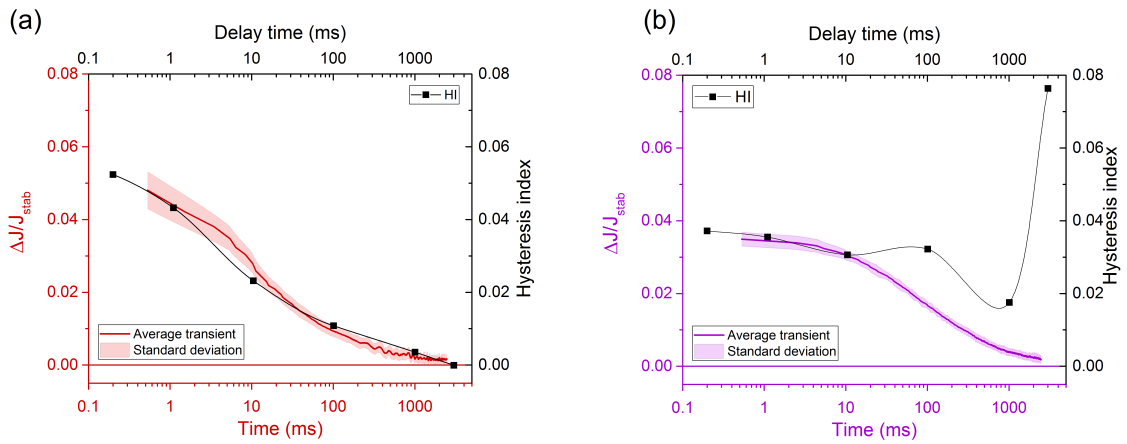 (a)
Delay time (ms)
0.1 1 10 100 1000
0.08 0.08
HI
0.06 0.06
0.04 0.04
0.02 0.02
0.00 0.00
ΔJ/J_stab
Hysteresis index
Average transient
Standard deviation
0.1 1 10 100 1000
Time (ms)
(b)
Delay time (ms)
0.1 1 10 100 1000
0.08 0.08
HI
0.06 0.06
0.04 0.04
0.02 0.02
0.00 0.00
ΔJ/J_stab
Hysteresis index
Average transient
Standard deviation
0.1 1 10 100 1000
Time (ms)